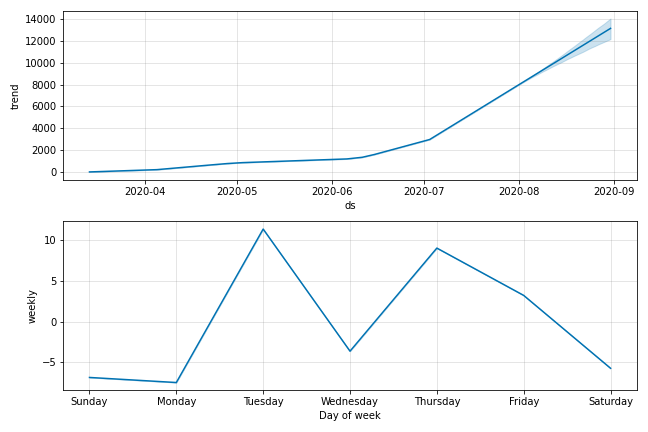 14000
12000
10000
8000
6000
4000
2000
0
trend
2020-04 2020-05 2020-06 2020-07 2020-08 2020-09
ds
10
5
0
−5
weekly
Sunday Monday Tuesday Wednesday Thursday Friday Saturday
Day of week